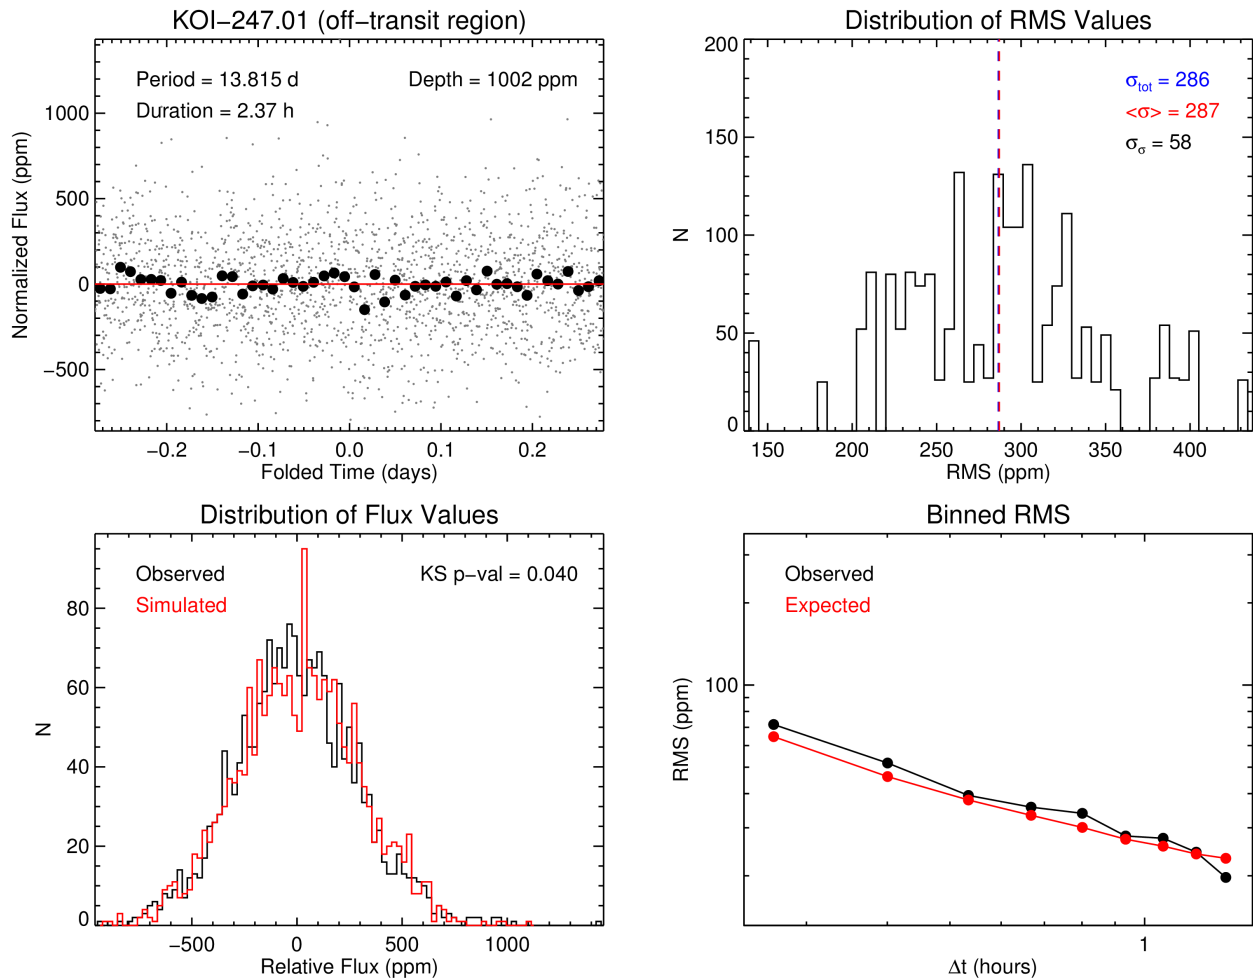 KOI−247.01 (off−transit region)
Period = 13.815 d
Depth = 1002 ppm
Duration = 2.37 h
1000
500
0
−500
Normalized Flux (ppm)
−0.2
−0.1
0.0
0.1
0.2
Folded Time (days)
Distribution of RMS Values
σtot = 286
<σ> = 287
σσ = 58
200
150
100
50
0
N
150
200
250
300
350
400
RMS (ppm)
Distribution of Flux Values
Observed
KS p−val = 0.040
Simulated
80
60
40
20
0
N
−500
0
500
1000
Relative Flux (ppm)
Binned RMS
Observed
Expected
100
RMS (ppm)
1
Δt (hours)